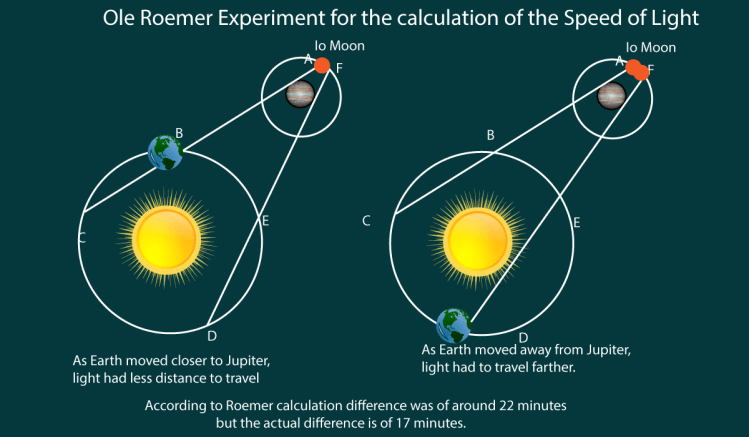 Ole Roemer Experiment for the calculation of the Speed of Light
Io Moon
A
F
B
C
E
D
As Earth moved closer to Jupiter,
light had less distance to travel
Io Moon
A
F
B
C
E
D
As Earth moved away from Jupiter,
light had to travel farther.
According to Roemer calculation difference was of around 22 minutes
but the actual difference is of 17 minutes.